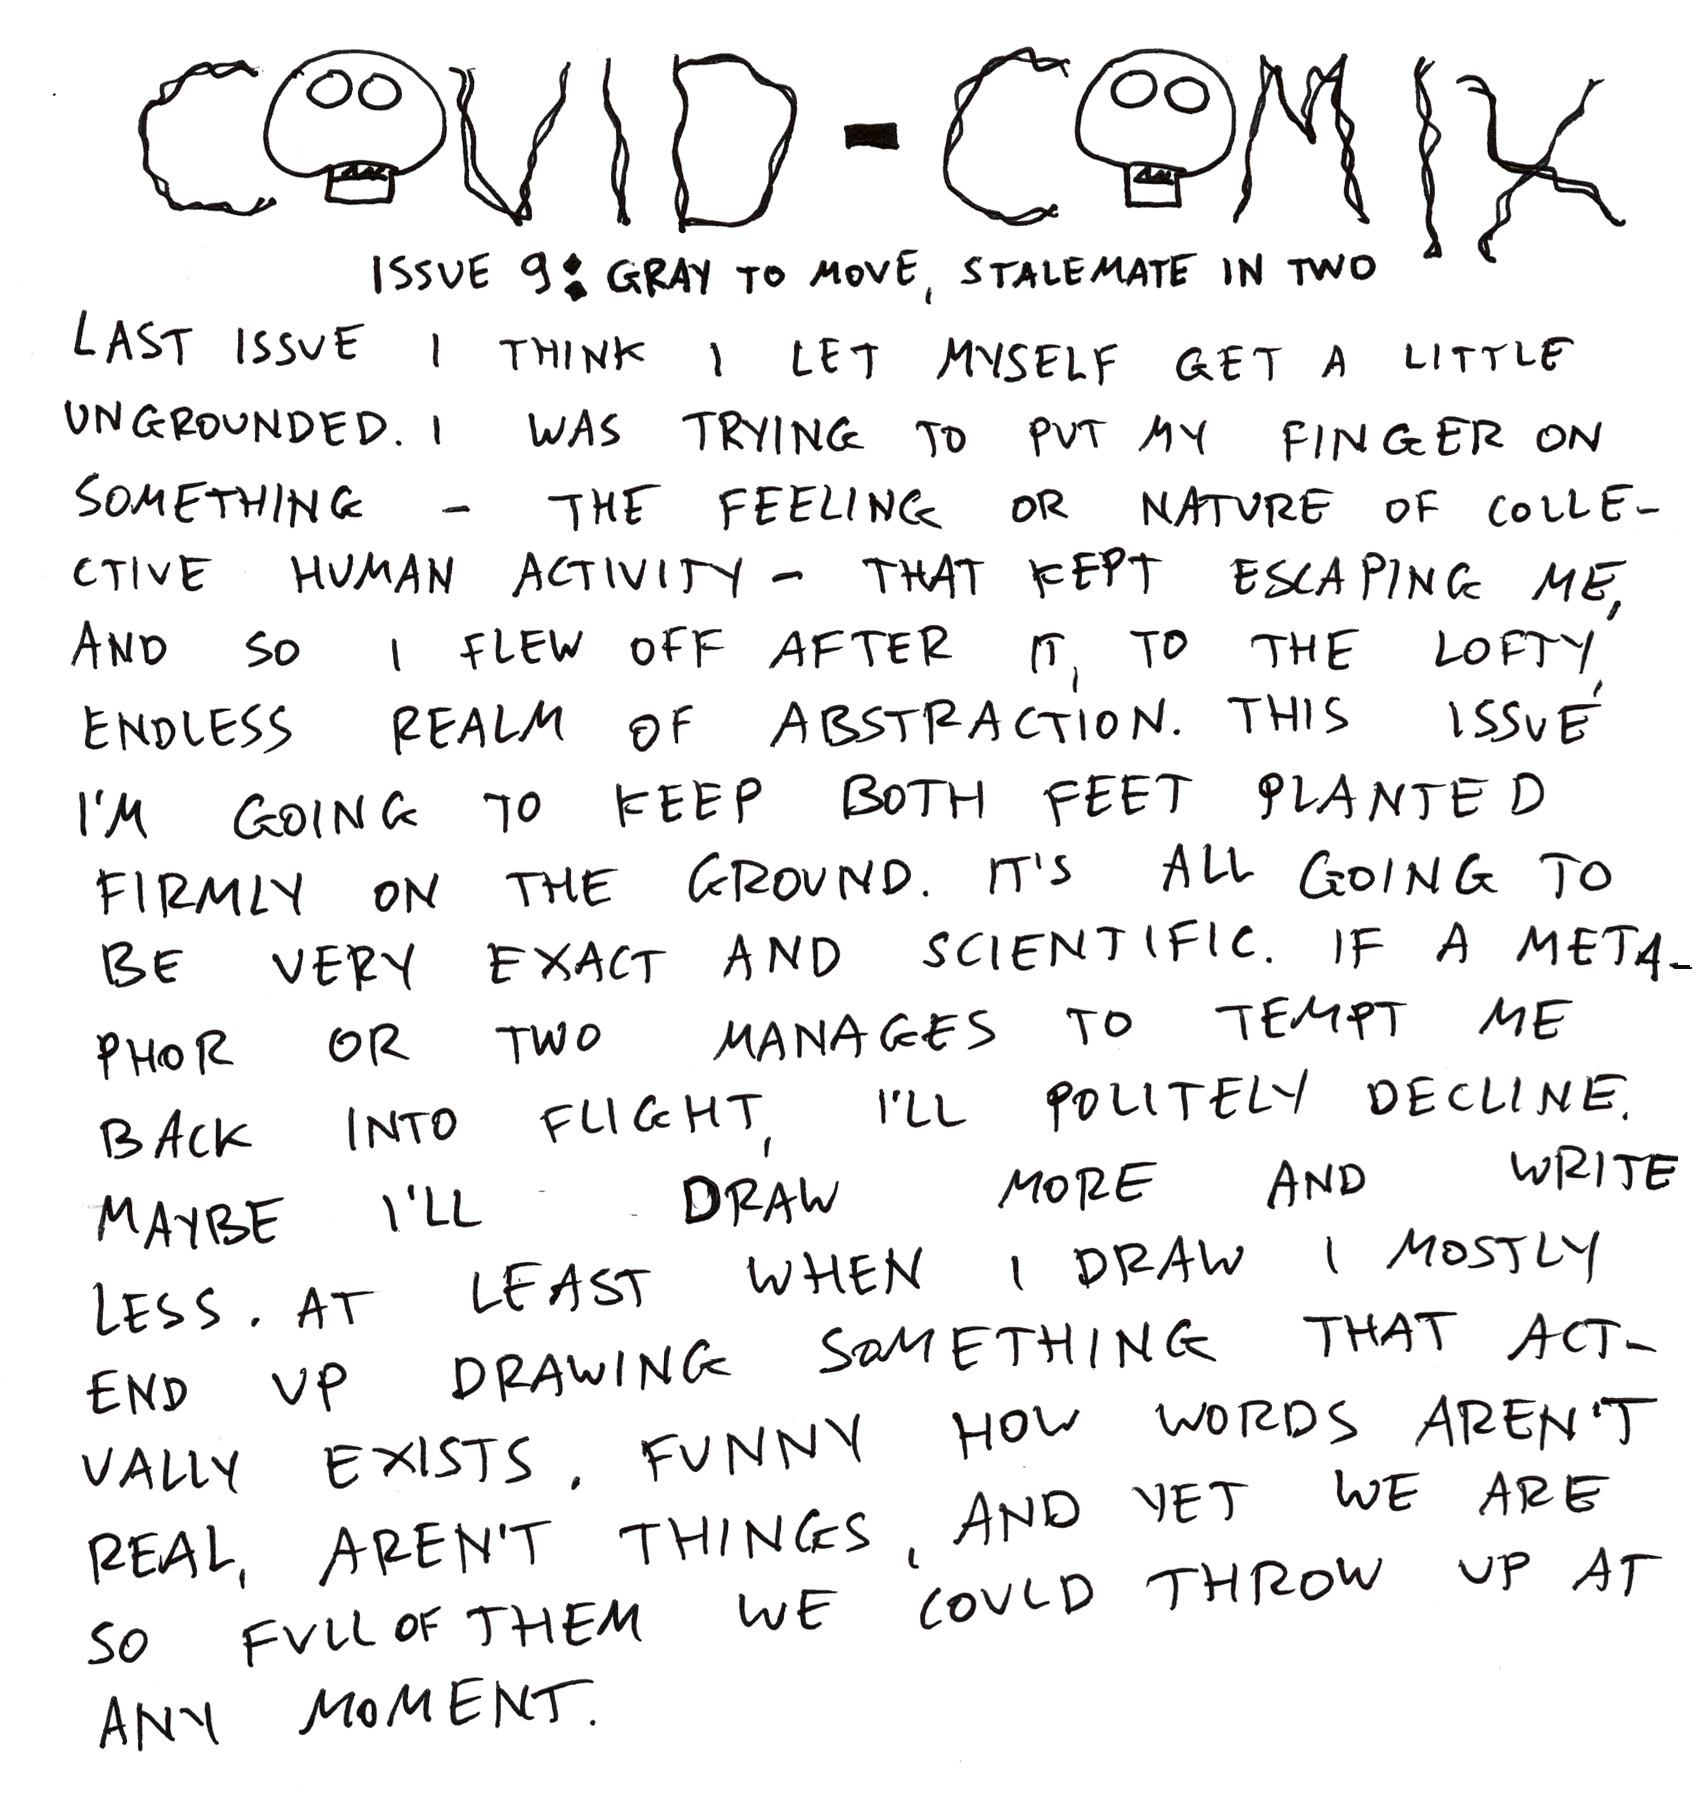 COVID-COMIX
ISSUE 9: GRAY TO MOVE, STALEMATE IN TWO
LAST ISSUE I THINK I LET MYSELF GET A LITTLE
UNGROUNDED. I WAS TRYING TO PUT MY FINGER ON
SOMETHING - THE FEELING OR NATURE OF COLLE-
CTIVE HUMAN ACTIVITY - THAT KEPT ESCAPING ME,
AND SO I FLEW OFF AFTER IT, TO THE LOFTY,
ENDLESS REALM OF ABSTRACTION. THIS ISSUE
I'M GOING TO KEEP BOTH FEET PLANTED
FIRMLY ON THE GROUND. IT'S ALL GOING TO
BE VERY EXACT AND SCIENTIFIC. IF A META-
PHOR OR TWO MANAGES TO TEMPT ME
BACK INTO FLIGHT, I'LL POLITELY DECLINE.
MAYBE I'LL DRAW MORE AND WRITE
LESS. AT LEAST WHEN I DRAW I MOSTLY
END UP DRAWING SOMETHING THAT ACT-
UALLY EXISTS. FUNNY HOW WORDS AREN'T
REAL, AREN'T THINGS, AND YET WE ARE
SO FULL OF THEM WE COULD THROW UP AT
ANY MOMENT.